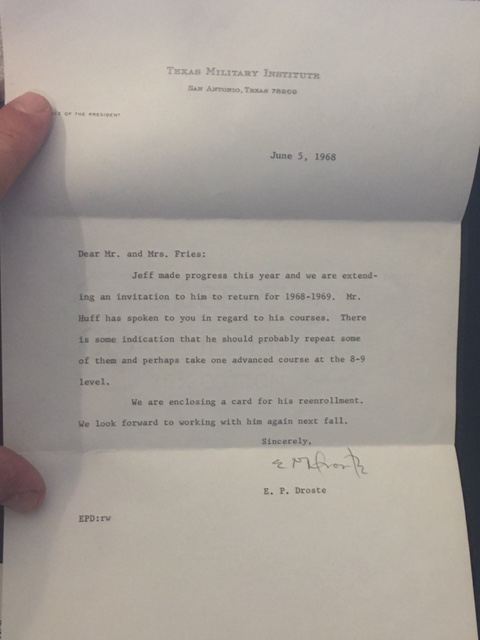 TEXAS MILITARY INSTITUTE
SAN ANTONIO, TEXAS 78209
OF THE PRESIDENT
June 5, 1968
Dear Mr. and Mrs. Fries:
Jeff made progress this year and we are extend-
ing an invitation to him to return for 1968-1969. Mr.
Huff has spoken to you in regard to his courses. There
is some indication that he should probably repeat some
of them and perhaps take one advanced course at the 8-9
level.
We are enclosing a card for his reenrollment.
We look forward to working with him again next fall.
Sincerely,
E. P. Droste
EPD:rw